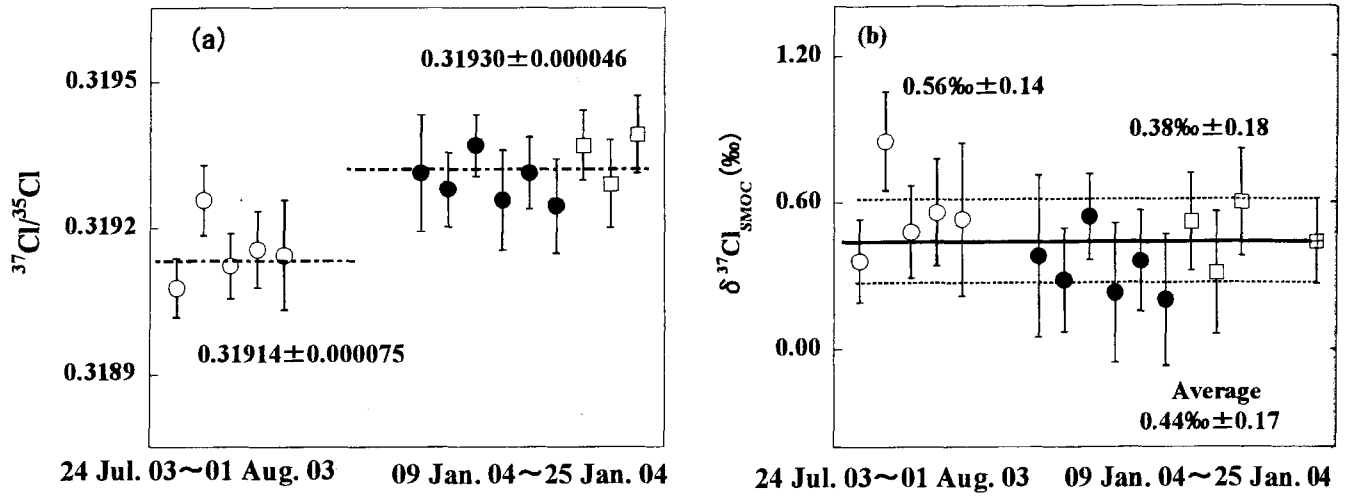 (a)
0.31930±0.000046
0.3195
0.3192
0.3189
³⁷Cl/³⁵Cl
0.31914±0.000075
24 Jul. 03～01 Aug. 03
09 Jan. 04～25 Jan. 04
(b)
1.20
0.60
0.00
δ ³⁷Cl SMOC (‰)
0.56‰±0.14
0.38‰±0.18
Average
0.44‰±0.17
24 Jul. 03～01 Aug. 03
09 Jan. 04～25 Jan. 04